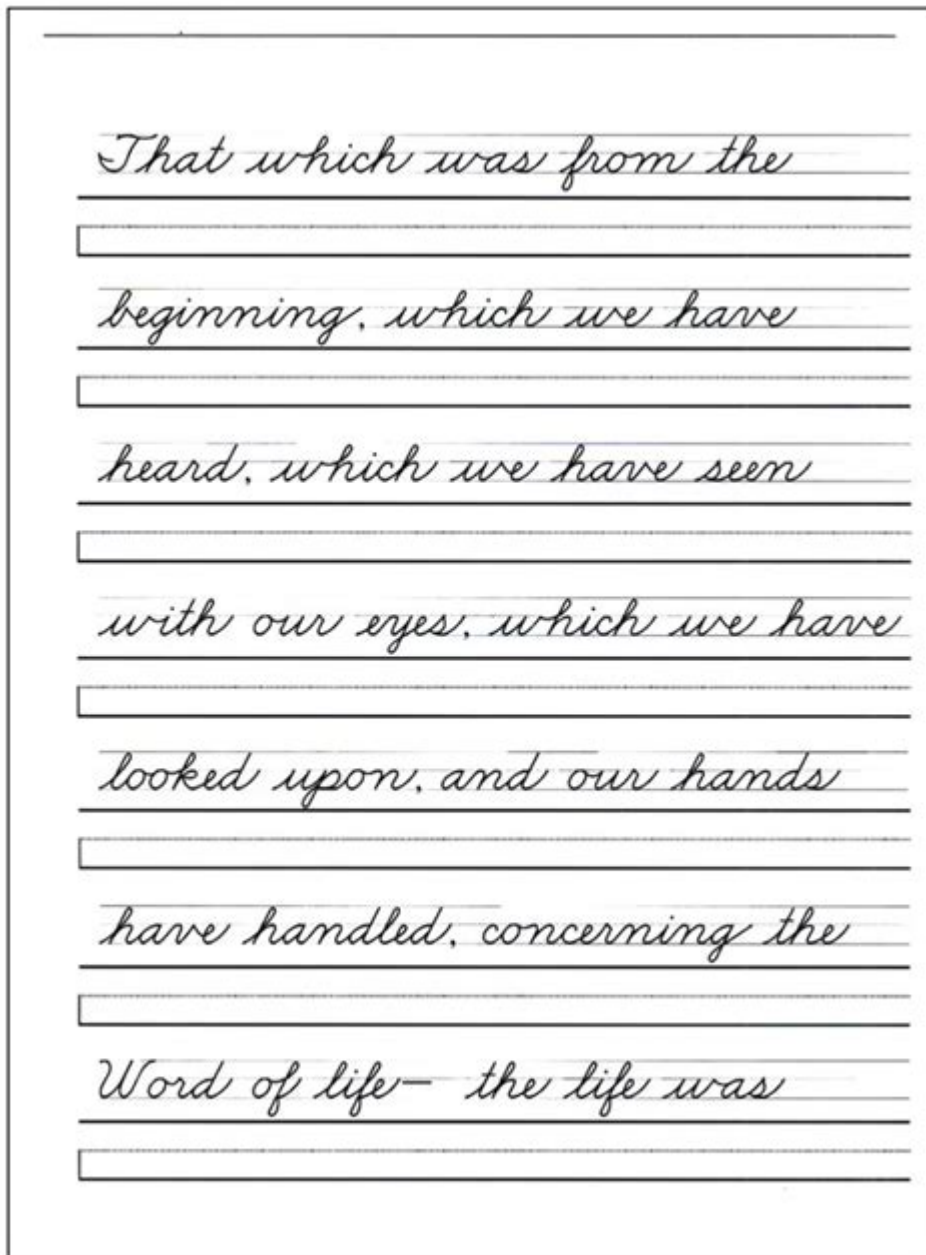 That which was from the
beginning, which we have
heard, which we have seen
with our eyes, which we have
looked upon, and our hands
have handled, concerning the
Word of life— the life was